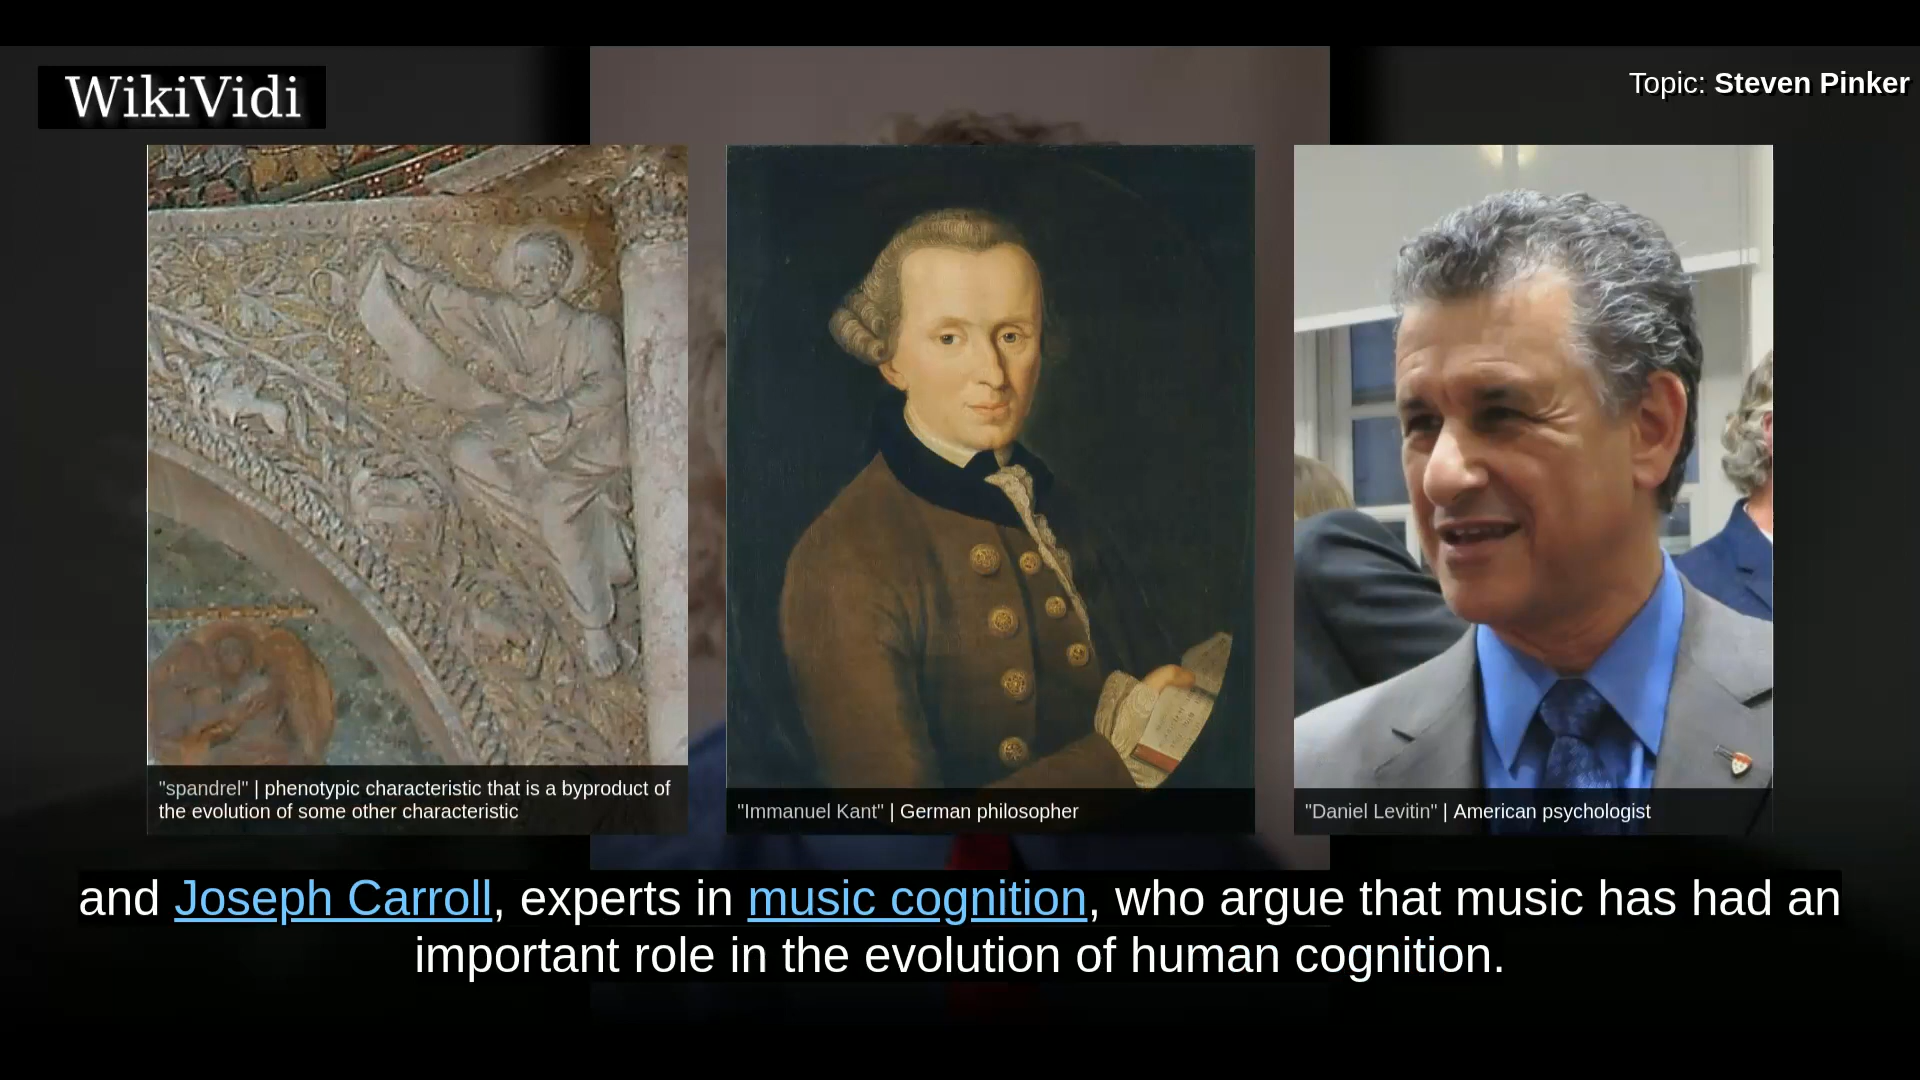 WikiVidi
Topic: Steven Pinker
"spandrel" | phenotypic characteristic that is a byproduct of
the evolution of some other characteristic
"Immanuel Kant" | German philosopher
"Daniel Levitin" | American psychologist
and Joseph Carroll, experts in music cognition, who argue that music has had an
important role in the evolution of human cognition.